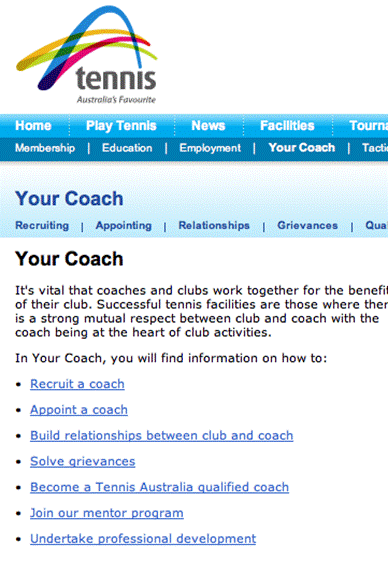 tennis
Australia's Favourite
Home Play Tennis News Facilities
Membership | Education | Employment | Your Coach |
Your Coach
Recruiting | Appointing | Relationships | Grievances |
Your Coach
It's vital that coaches and clubs work together for the benefit
of their club. Successful tennis facilities are those where
is a strong mutual respect between club and coach with the
coach being at the heart of club activities.
In Your Coach, you will find information on how to:
• Recruit a coach
• Appoint a coach
• Build relationships between club and coach
• Solve grievances
• Become a Tennis Australia qualified coach
• Join our mentor program
• Undertake professional development